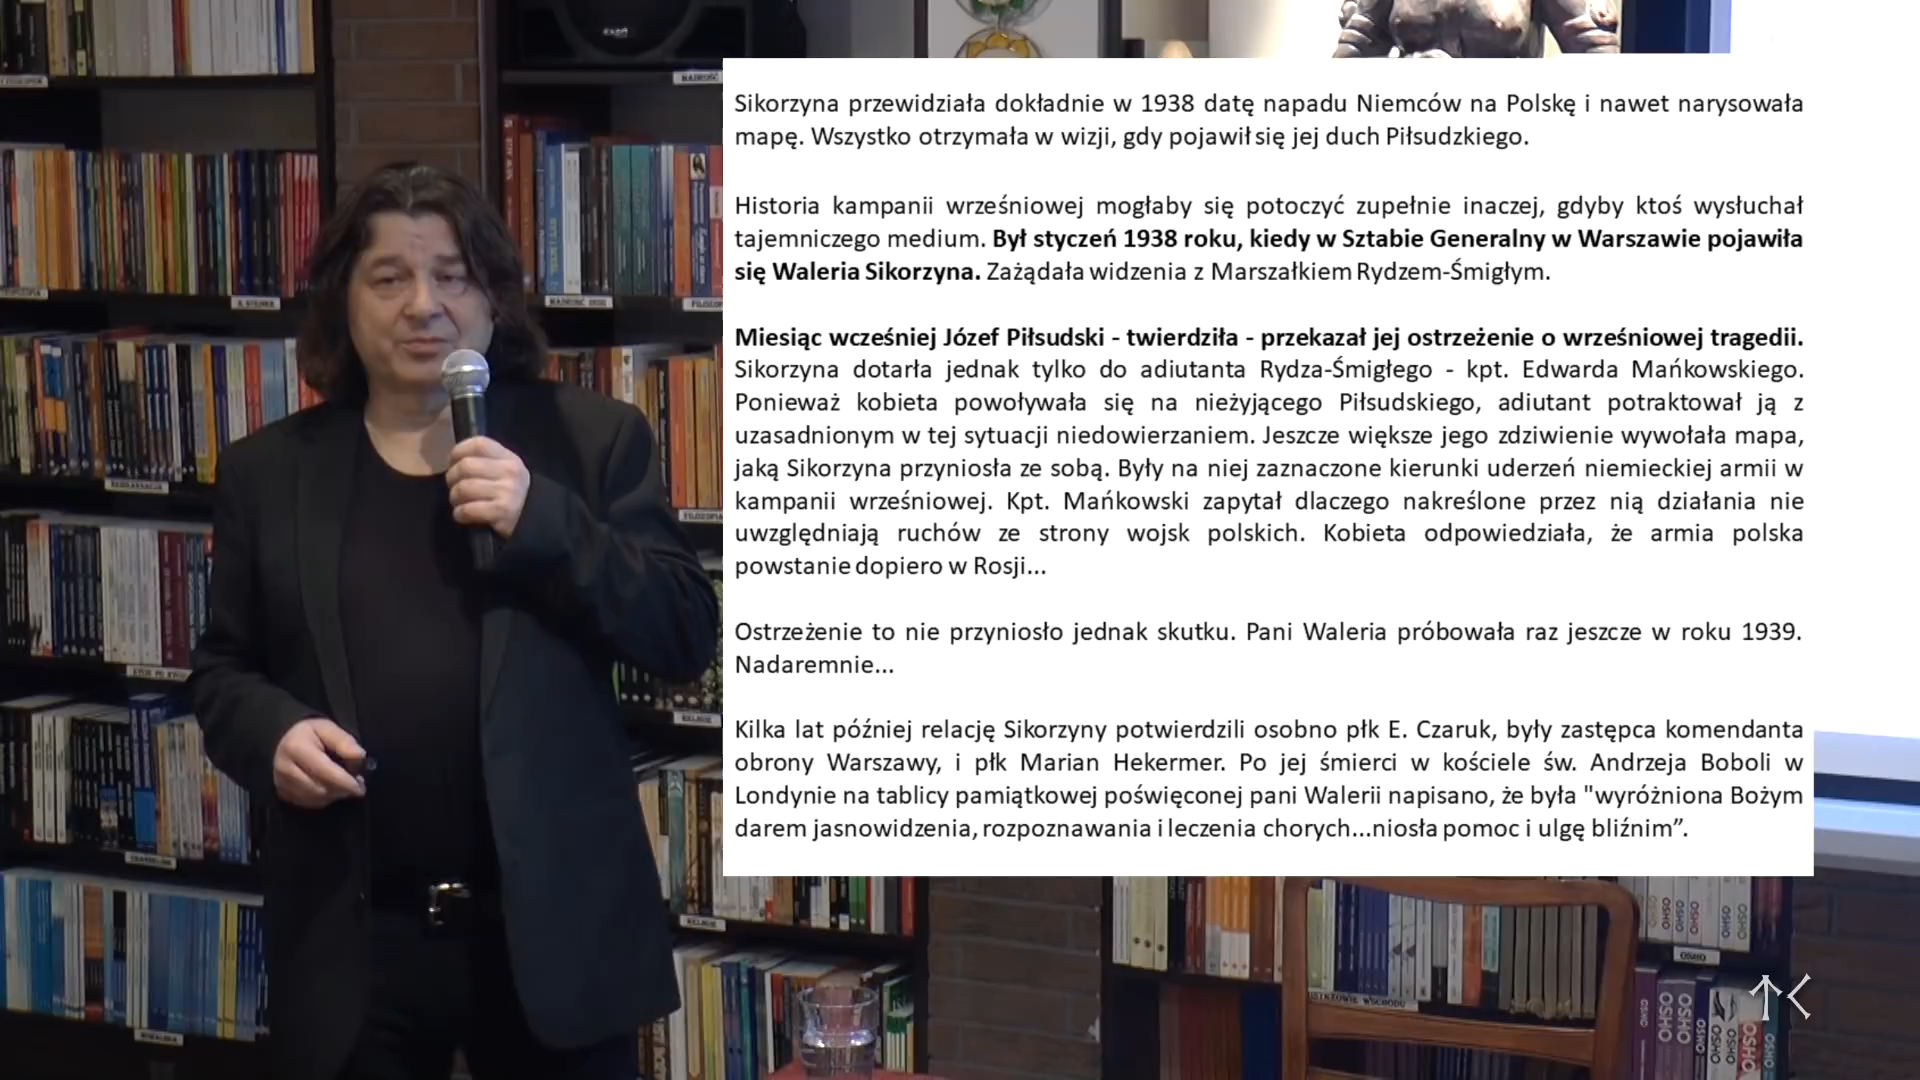 Sikorzyna przewidziała dokładnie w 1938 datę napadu Niemców na Polskę i nawet narysowała
mapę. Wszystko otrzymała w wizji, gdy pojawił się jej duch Piłsudzkiego.
Historia kampanii wrześniowej mogłaby się potoczyć zupełnie inaczej, gdyby ktoś wysłuchał
tajemniczego medium. Był styczeń 1938 roku, kiedy w Sztabie Generalny w Warszawie pojawiła
się Waleria Sikorzyna. Zażądała widzenia z Marszałkiem Rydzem-Śmigłym.
Miesiąc wcześniej Józef Piłsudski - twierdziła - przekazał jej ostrzeżenie o wrześniowej tragedii.
Sikorzyna dotarła jednak tylko do adiutanta Rydza-Śmigłego - kpt. Edwarda Mańkowskiego.
Ponieważ kobieta powoływała się na nieżyjącego Piłsudskiego, adiutant potraktował ją z
uzasadnionym w tej sytuacji niedowierzaniem. Jeszcze większe jego zdziwienie wywołała mapa,
jaką Sikorzyna przyniosła ze sobą. Były na niej zaznaczone kierunki uderzeń niemieckiej armii w
kampanii wrześniowej. Kpt. Mańkowski zapytał dlaczego nakreślone przez nią działania nie
uwzględniają ruchów ze strony wojsk polskich. Kobieta odpowiedziała, że armia polska
powstanie dopiero w Rosji...
Ostrzeżenie to nie przyniosło jednak skutku. Pani Waleria próbowała raz jeszcze w roku 1939.
Nadaremnie...
Kilka lat później relację Sikorzyny potwierdzili osobno płk E. Czaruk, były zastępca komendanta
obrony Warszawy, i płk Marian Hekermer. Po jej śmierci w kościele św. Andrzeja Boboli w
Londynie na tablicy pamiątkowej poświęconej pani Walerii napisano, że była "wyróżniona Bożym
darem jasnowidzenia, rozpoznawania i leczenia chorych...niosła pomoc i ulgę bliźnim”.
OSHO
OSHO
OSHO
OSHO
OSHO
OSHO
OSHO